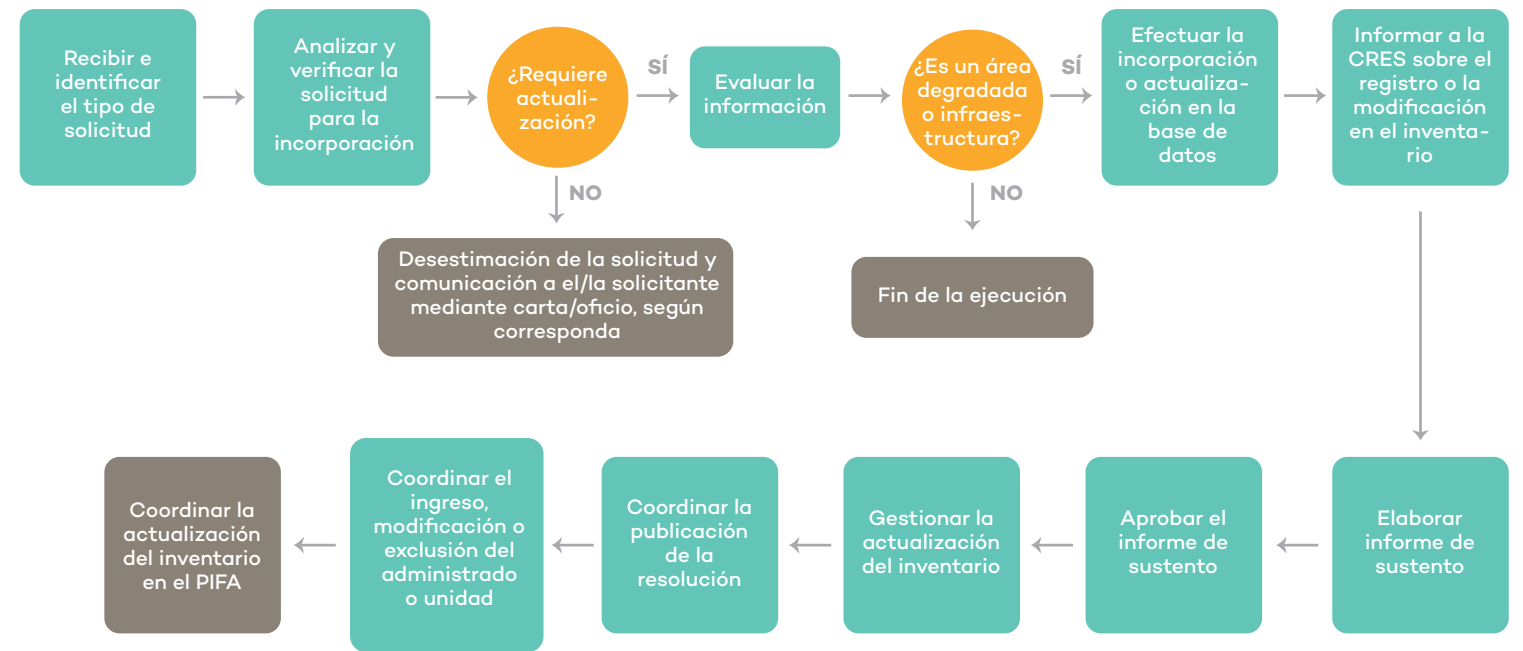 Recibir e
identificar
el tipo de
solicitud
Analizar y
verificar la
solicitud
para la
incorporación
¿Requiere
actuali-
zación?
SÍ
NO
Evaluar la
información
¿Es un área
degradada
o infraes-
tructura?
SÍ
NO
Efectuar la
incorporación
o actualiza-
ción en la
base de
datos
Informar a la
CRES sobre el
registro o la
modificación
en el inventa-
rio
Desestimación de la solicitud y
comunicación a el/la solicitante
mediante carta/oficio, según
corresponda
Fin de la ejecución
Elaborar
informe de
sustento
Aprobar el
informe de
sustento
Gestionar la
actualización
del inventario
Coordinar la
publicación
de la
resolución
Coordinar el
ingreso,
modificación o
exclusión del
administrado
o unidad
Coordinar la
actualización
del inventario
en el PIFA